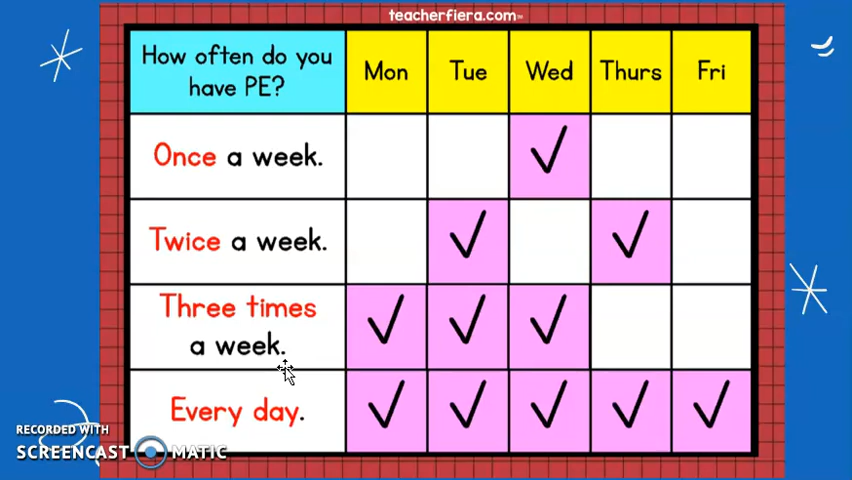 teacherfiera.com™
How often do you
have PE?
Mon
Tue
Wed
Thurs
Fri
Once a week.
Twice a week.
Three times
a week.
Every day.
RECORDED WITH
SCREENCAST MATIC